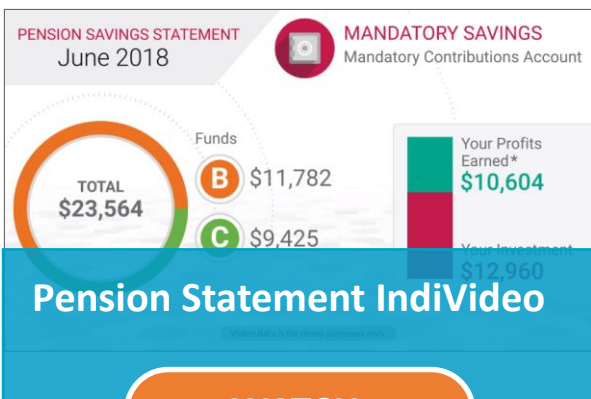 PENSION SAVINGS STATEMENT
June 2018
MANDATORY SAVINGS
Mandatory Contributions Account
Funds
TOTAL
$23,564
B $11,782
C $9,425
Your Profits
Earned*
$10,604
Your Investment
$12,960
Pension Statement IndiVideo
Video data is for demo purposes only